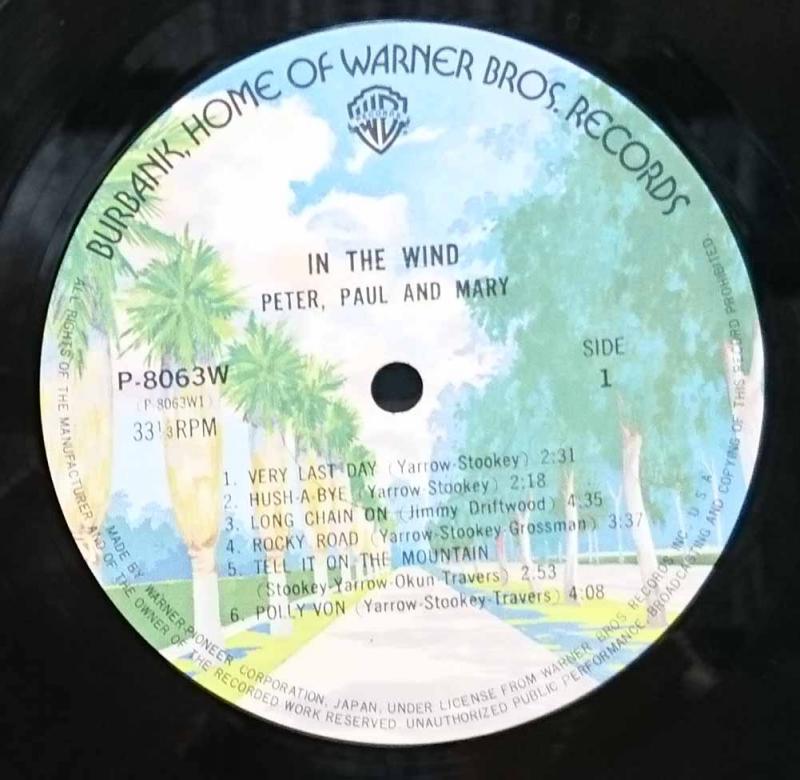 BURBANK, HOME OF WARNER BROS. RECORDS
WB
RECORDS
IN THE WIND
PETER, PAUL AND MARY
P-8063W
(P-8063W1)
33⅓RPM
SIDE
1
1. VERY LAST DAY (Yarrow-Stookey) 2:31
2. HUSH-A-BYE (Yarrow-Stookey) 2:18
3. LONG CHAIN ON (Jimmy Driftwood) 4:35
4. ROCKY ROAD (Yarrow-Stookey-Grossman) 3:37
5. TELL IT ON THE MOUNTAIN
(Stookey-Yarrow-Okun-Travers) 2:53
6. POLLY VON (Yarrow-Stookey-Travers) 4:08
MADE BY WARNER-PIONEER CORPORATION, JAPAN, UNDER LICENSE FROM WARNER BROS. RECORDS INC., U.S.A.
ALL RIGHTS OF THE MANUFACTURER AND OF THE OWNER OF THE RECORDED WORK RESERVED. UNAUTHORIZED PUBLIC PERFORMANCE, BROADCASTING AND COPYING OF THIS RECORD PROHIBITED.